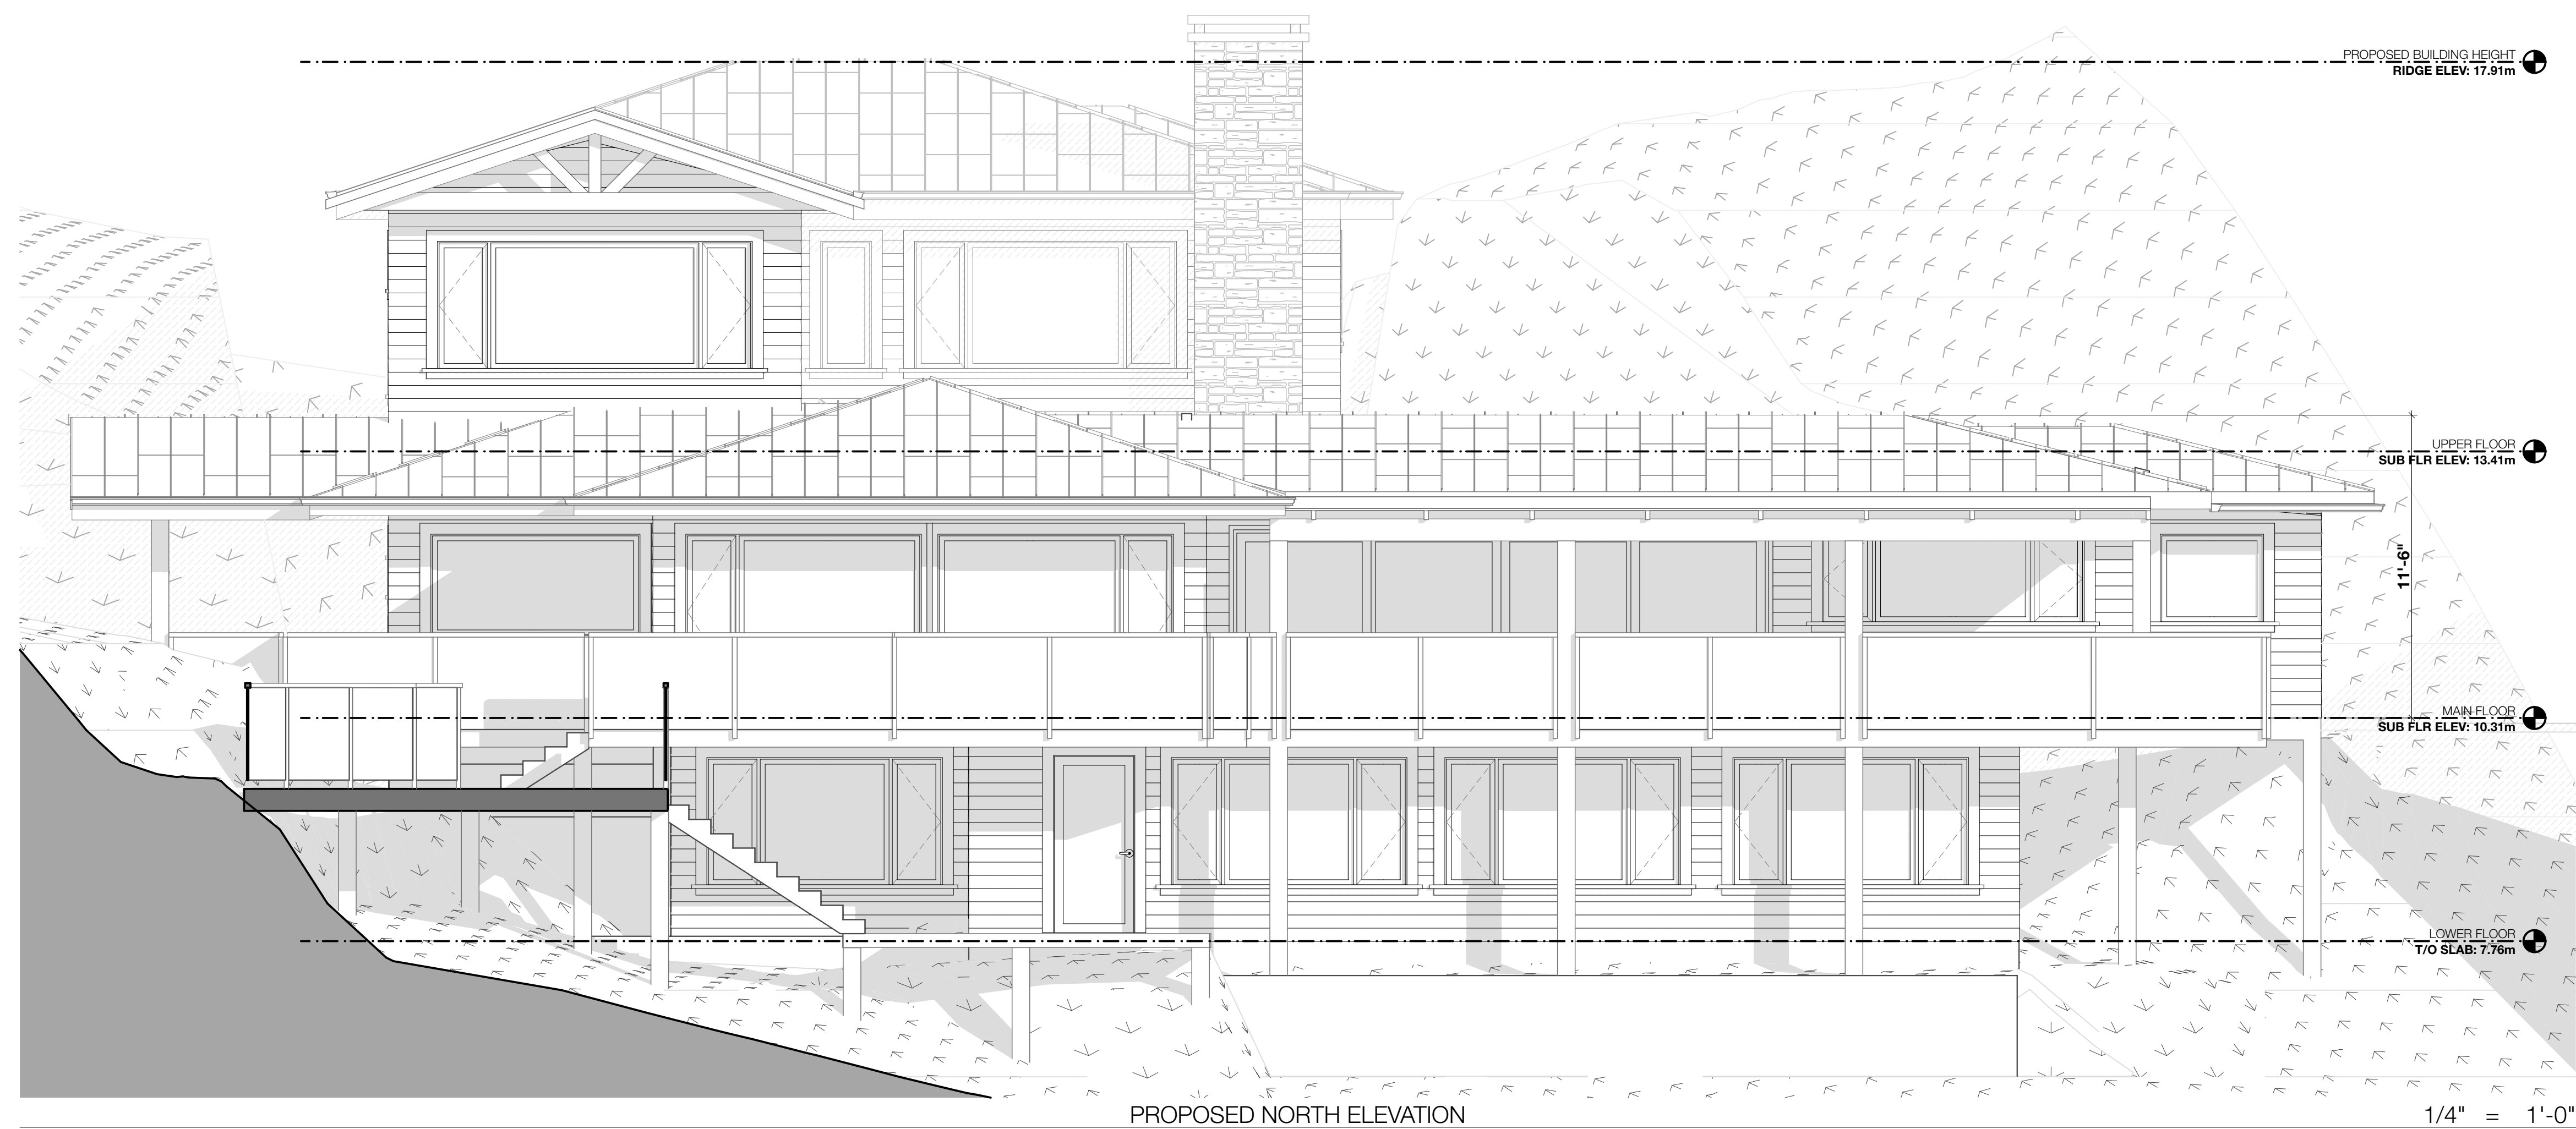 PROPOSED BUILDING HEIGHT
RIDGE ELEV: 17.91m
UPPER FLOOR
SUB FLR ELEV: 13.41m
11'-6"
MAIN FLOOR
SUB FLR ELEV: 10.31m
LOWER FLOOR
T/O SLAB: 7.76m
PROPOSED NORTH ELEVATION
1/4" = 1'-0"